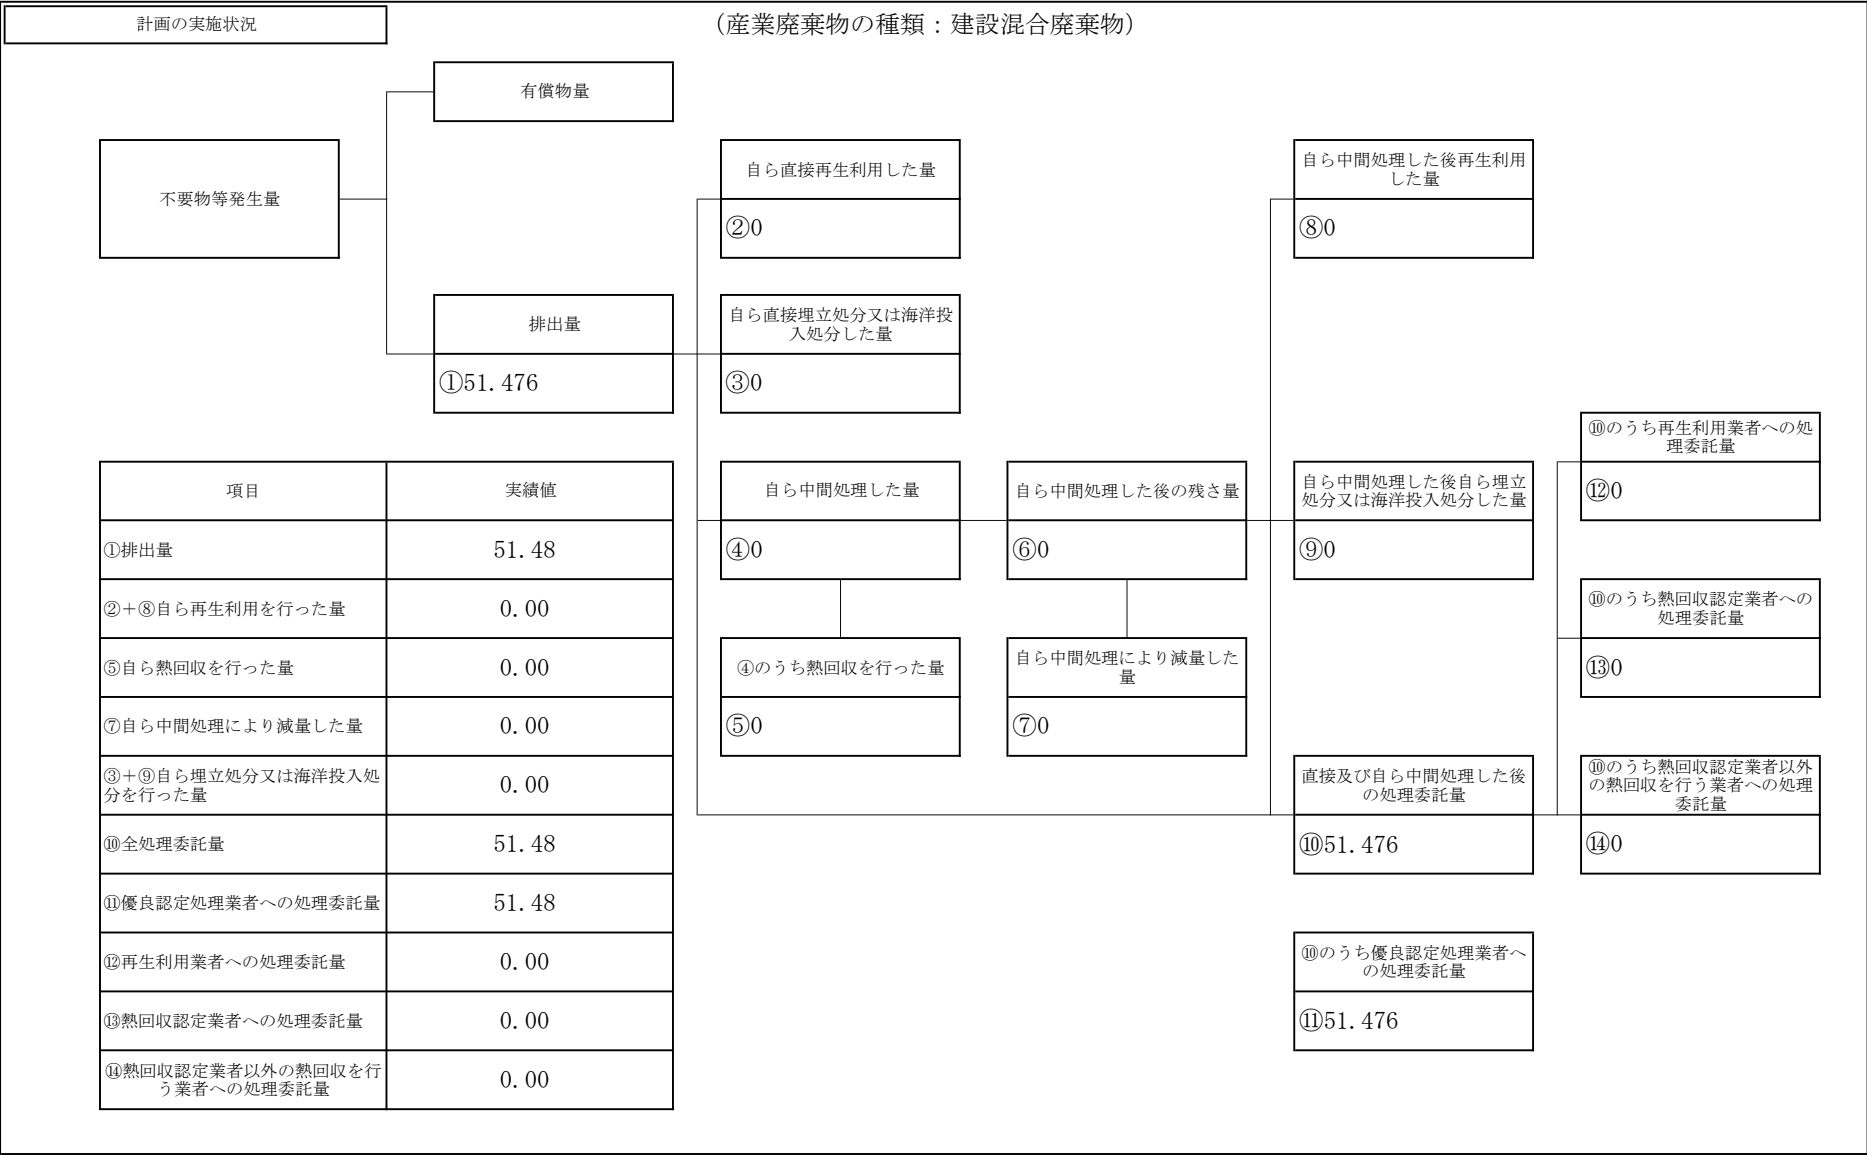 計画の実施状況
（産業廃棄物の種類：建設混合廃棄物）
有償物量
不要物等発生量
排出量
①51.476
自ら直接再生利用した量
②0
自ら直接埋立処分又は海洋投
入処分した量
③0
自ら中間処理した後再生利用
した量
⑧0
自ら中間処理した量
④0
④のうち熱回収を行った量
⑤0
自ら中間処理した後の残さ量
⑥0
自ら中間処理により減量した
量
⑦0
自ら中間処理した後自ら埋立
処分又は海洋投入処分した量
⑨0
直接及び自ら中間処理した後
の処理委託量
⑩51.476
⑩のうち優良認定処理業者へ
の処理委託量
⑪51.476
⑩のうち再生利用業者への処
理委託量
⑫0
⑩のうち熱回収認定業者への
処理委託量
⑬0
⑩のうち熱回収認定業者以外
の熱回収を行う業者への処理
委託量
⑭0
項目 実績値
①排出量 51.48
②＋⑧自ら再生利用を行った量 0.00
⑤自ら熱回収を行った量 0.00
⑦自ら中間処理により減量した量 0.00
③＋⑨自ら埋立処分又は海洋投入処
分を行った量 0.00
⑩全処理委託量 51.48
⑪優良認定処理業者への処理委託量 51.48
⑫再生利用業者への処理委託量 0.00
⑬熱回収認定業者への処理委託量 0.00
⑭熱回収認定業者以外の熱回収を行
う業者への処理委託量 0.00